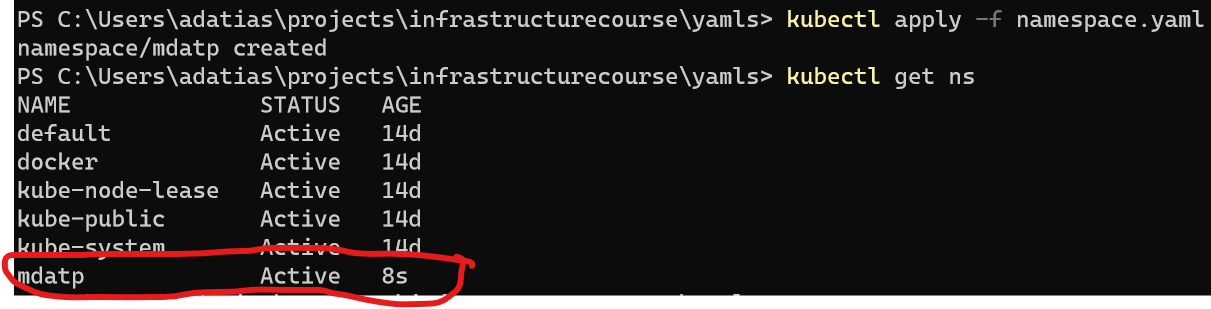 PS C:\Users\adatias\projects\infrastructurecourse\yamls> kubectl apply -f namespace.yaml
namespace/mdatp created
PS C:\Users\adatias\projects\infrastructurecourse\yamls> kubectl get ns
NAME              STATUS   AGE
default           Active   14d
docker            Active   14d
kube-node-lease   Active   14d
kube-public       Active   14d
kube-system       Active   14d
mdatp             Active   8s